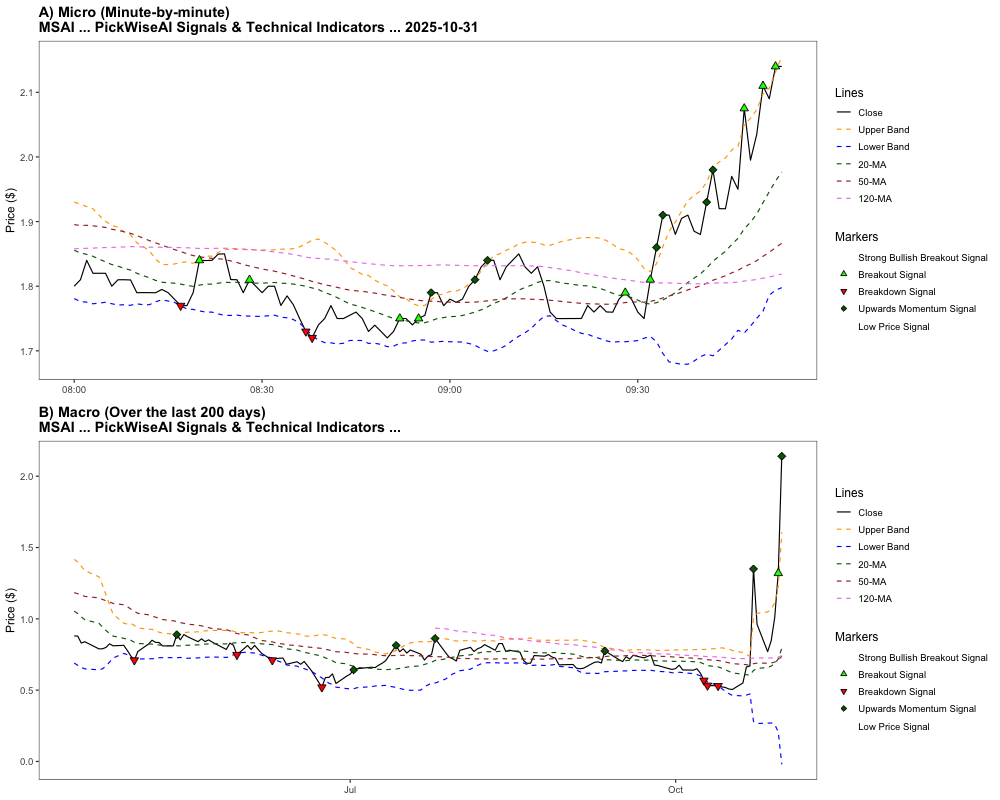 A) Micro (Minute-by-minute)
MSAI ... PickWiseAI Signals & Technical Indicators ... 2025-10-31
Price ($)
2.1
2.0
1.9
1.8
1.7
08:00
08:30
09:00
09:30
Lines
Close
Upper Band
Lower Band
20-MA
50-MA
120-MA
Markers
Strong Bullish Breakout Signal
Breakout Signal
Breakdown Signal
Upwards Momentum Signal
Low Price Signal
B) Macro (Over the last 200 days)
MSAI ... PickWiseAI Signals & Technical Indicators ...
Price ($)
2.0
1.5
1.0
0.5
0.0
Jul
Oct
Lines
Close
Upper Band
Lower Band
20-MA
50-MA
120-MA
Markers
Strong Bullish Breakout Signal
Breakout Signal
Breakdown Signal
Upwards Momentum Signal
Low Price Signal